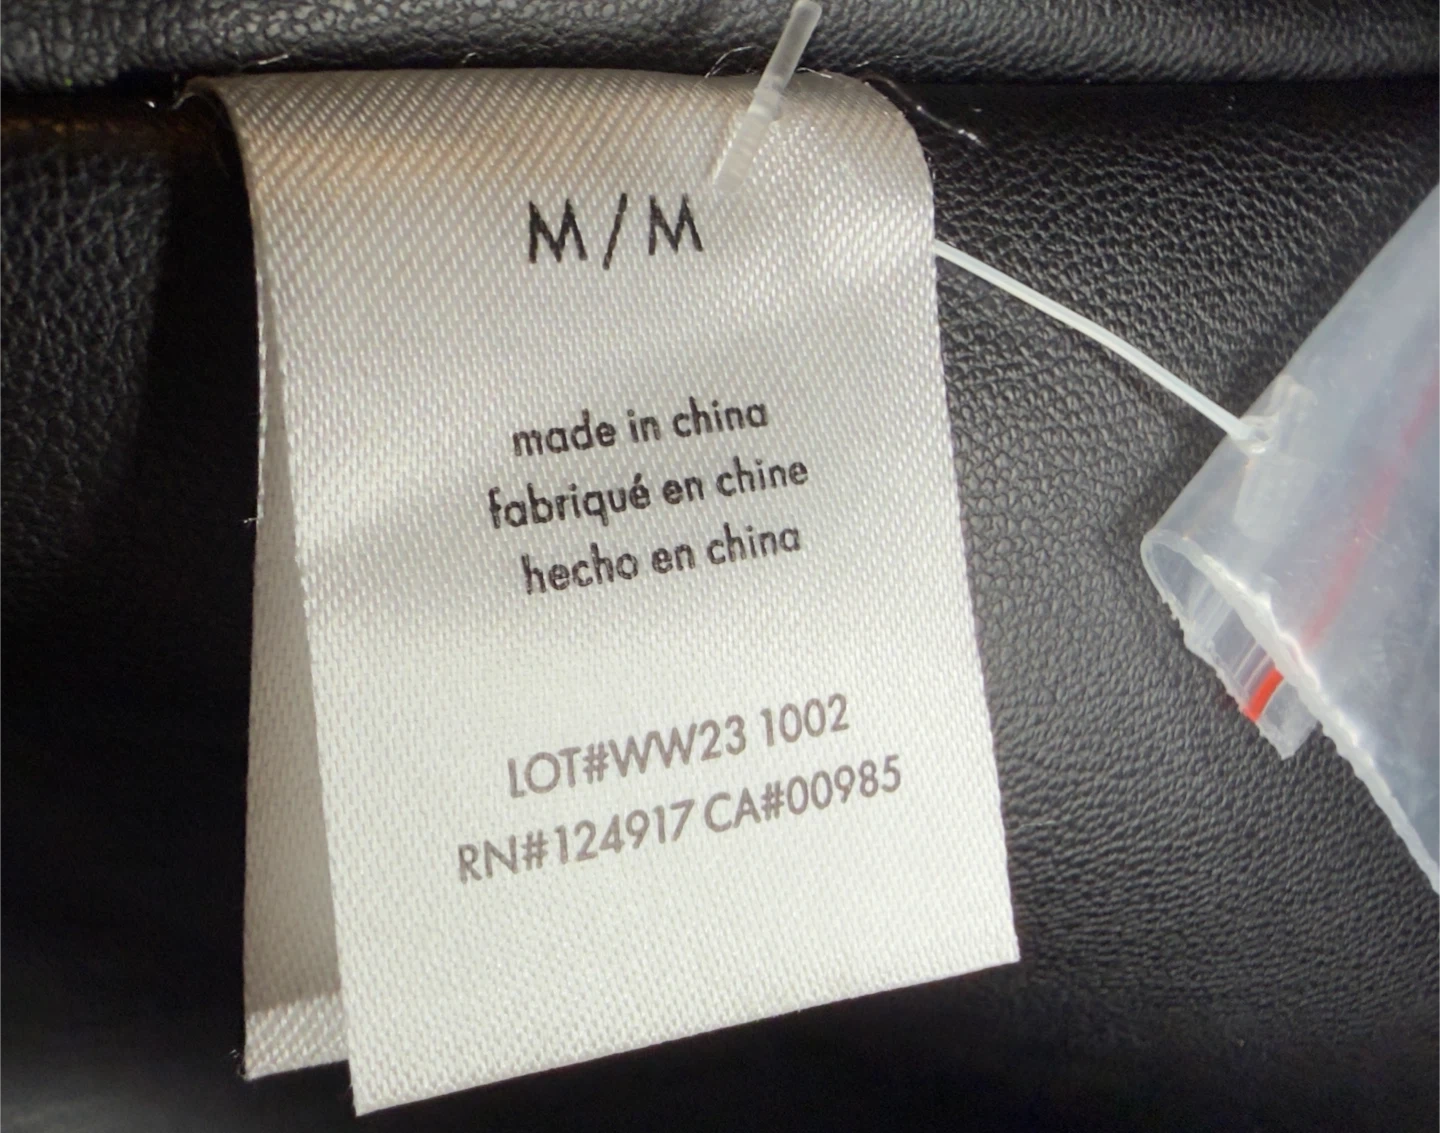 M / M
made in china
fabriqué en chine
hecho en china
LOT#WW23 1002
RN#124917 CA#00985